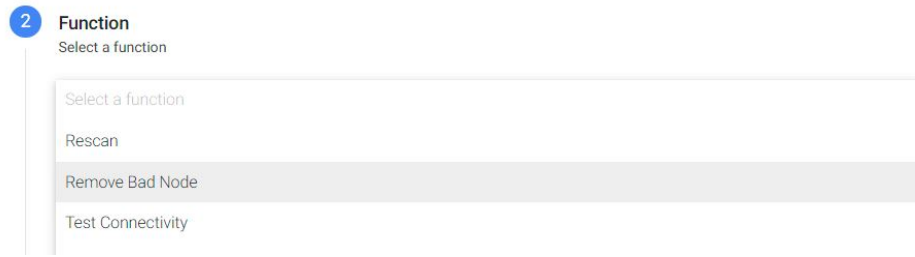 2
Function
Select a function
Select a function
Rescan
Remove Bad Node
Test Connectivity